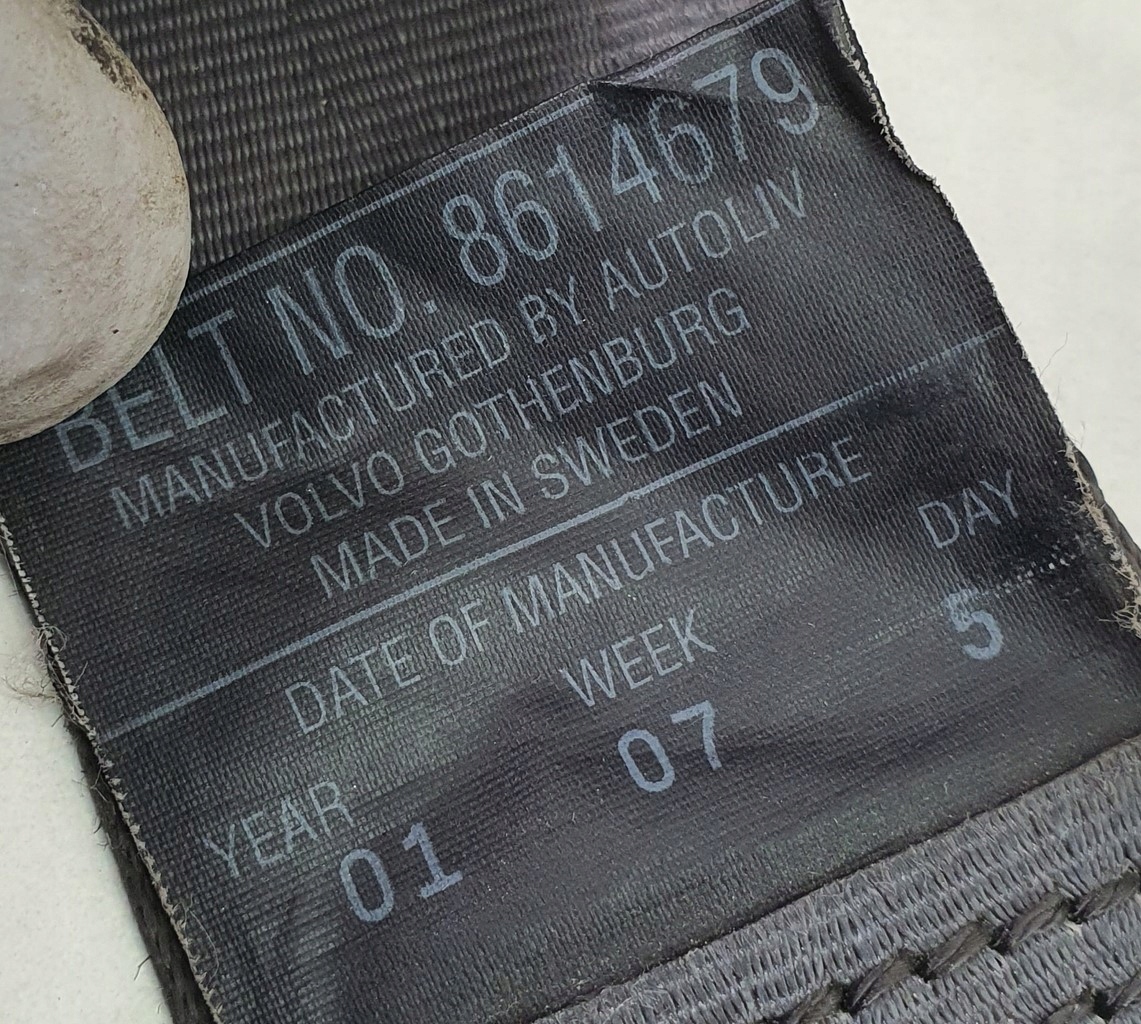 BELT NO. 8614679
MANUFACTURED BY AUTOLIV
VOLVO GOTHENBURG
MADE IN SWEDEN
DATE OF MANUFACTURE
YEAR WEEK DAY
01 07 5